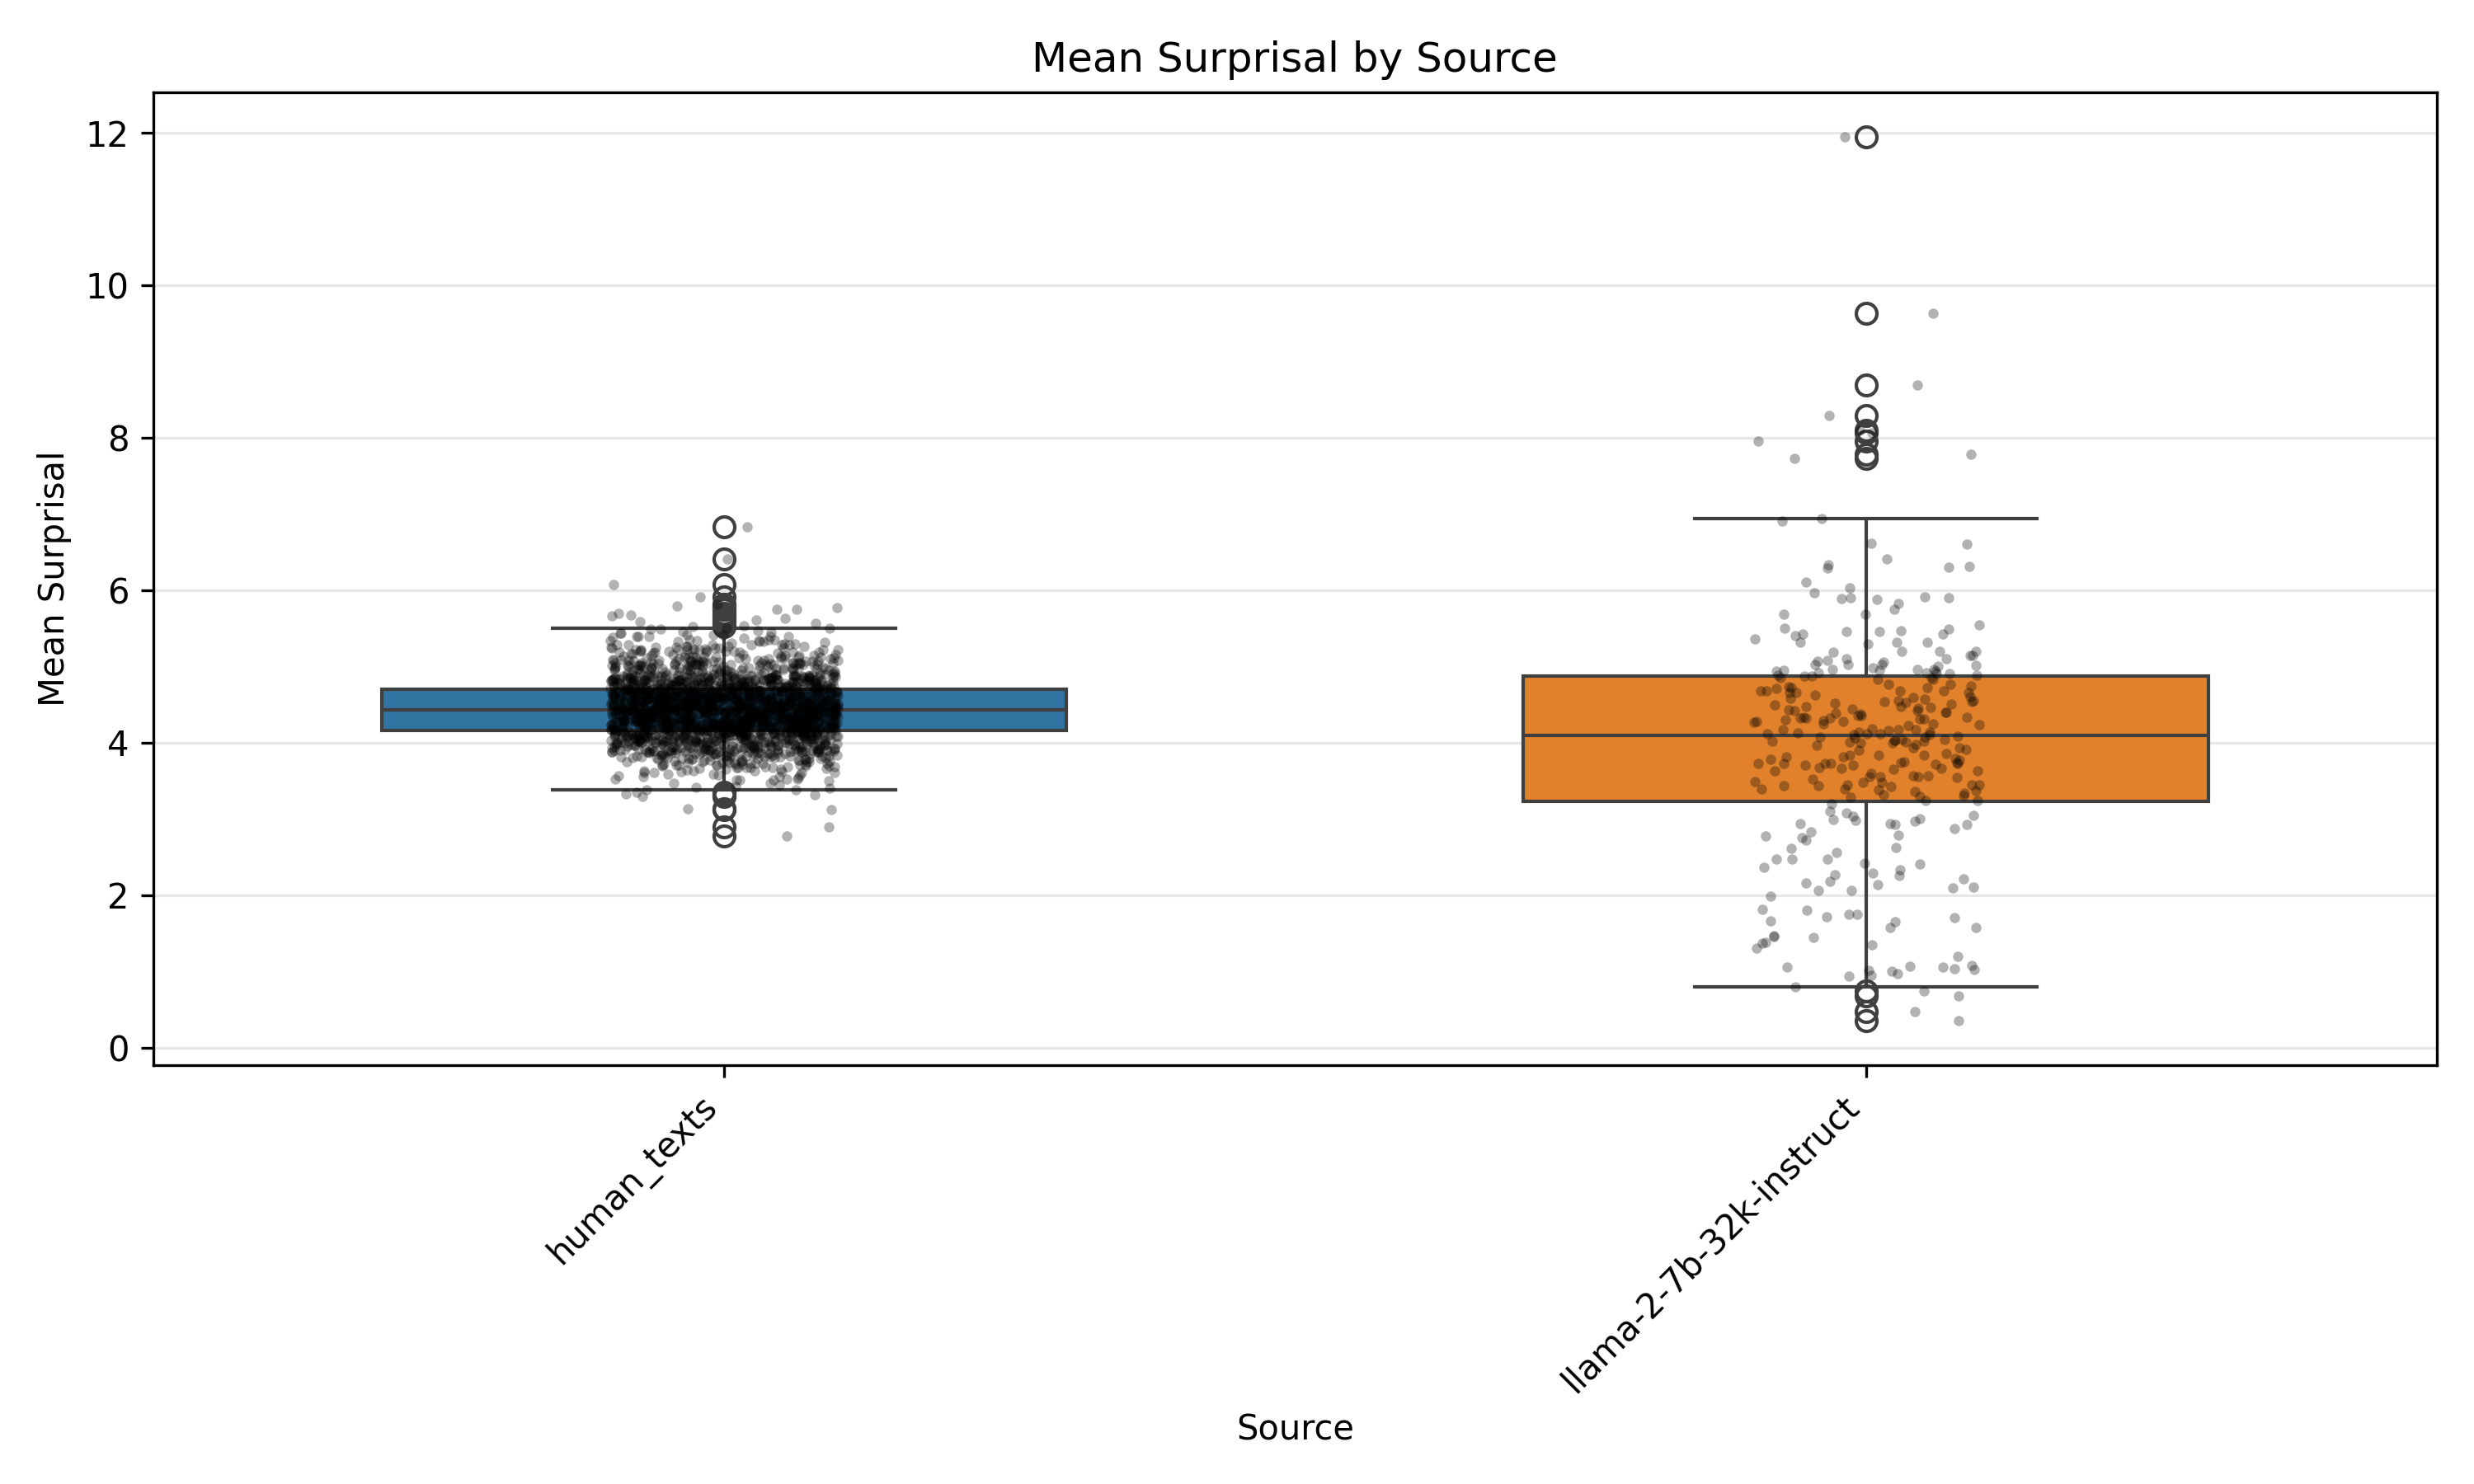 Mean Surprisal by Source
Mean Surprisal
12
10
8
6
4
2
0
human_texts
llama-2-7b-32k-instruct
Source